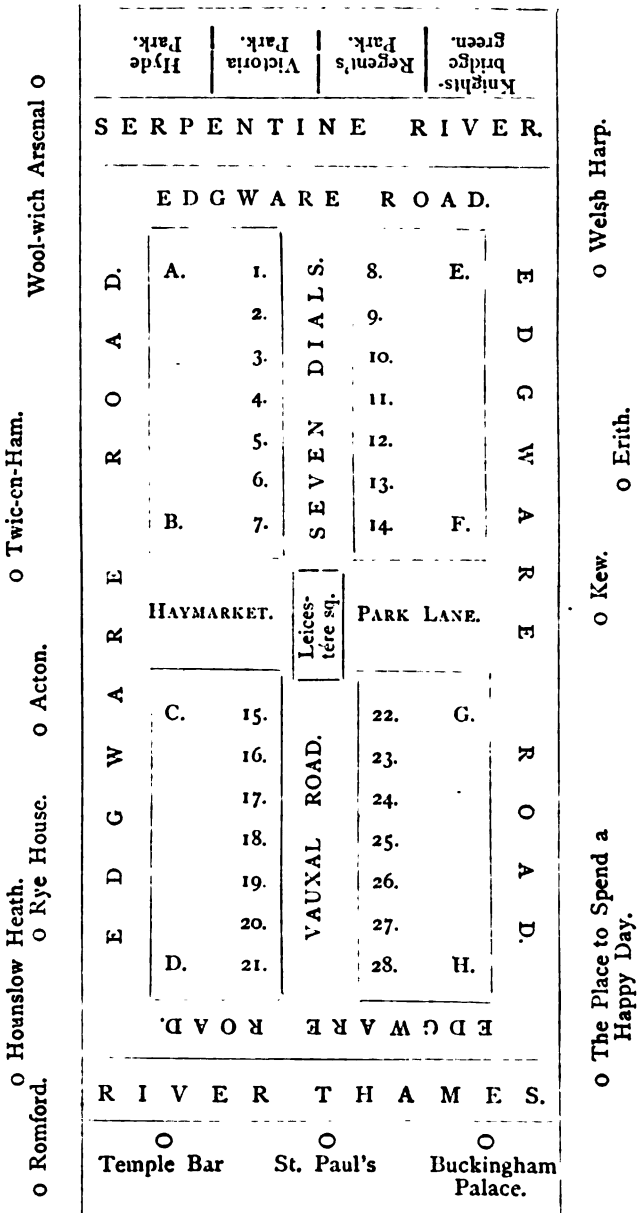 Hyde
Park.
Victoria
Park.
Regent's
Park.
Knights-
bridge
green.
SERPENTINE RIVER.
EDGWARE ROAD.
EDGWARE ROAD.
A. 1.
2.
3.
4.
5.
6.
B. 7.
SEVEN DIALS.
8. E.
9.
10.
11.
12.
13.
14. F.
EDGWARE ROAD.
HAYMARKET.
Leices-
tére sq.
PARK LANE.
C. 15.
16.
17.
18.
19.
20.
D. 21.
VAUXAL ROAD.
22. G.
23.
24.
25.
26.
27.
28. H.
EDGWARE ROAD.
RIVER THAMES.
Temple Bar
St. Paul's
Buckingham
Palace.
Wool-wich Arsenal
Twic-en-Ham.
Acton.
Rye House.
Hounslow Heath.
Romford.
Welsh Harp.
Erith.
Kew.
The Place to Spend a
Happy Day.